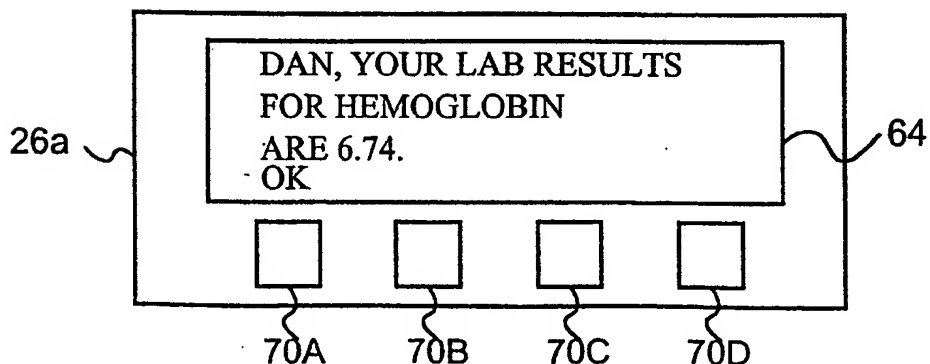 DAN, YOUR LAB RESULTS
FOR HEMOGLOBIN
ARE 6.74.
OK
26a
64
70A 70B 70C 70D